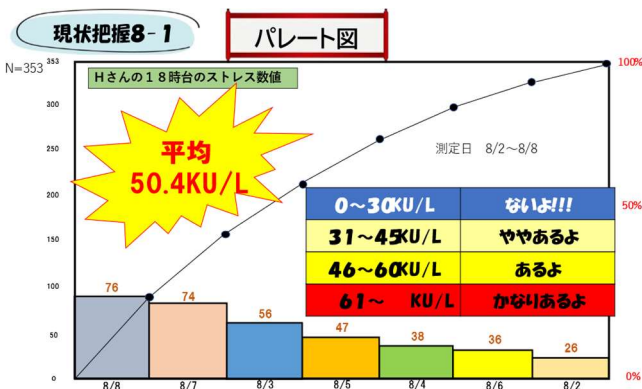 現状把握8-1
パレート図
N=353
353
100%
Hさんの18時台のストレス数値
300
平均
50.4KU/L
測定日 8/2~8/8
250
200
0~30KU/L ないよ!!!
50%
31~45KU/L ややあるよ
150
46~60KU/L あるよ
100
61~ KU/L かなりあるよ
76
74
56
47
38
36
26
50
0
0%
8/8 8/7 8/3 8/5 8/4 8/6 8/2